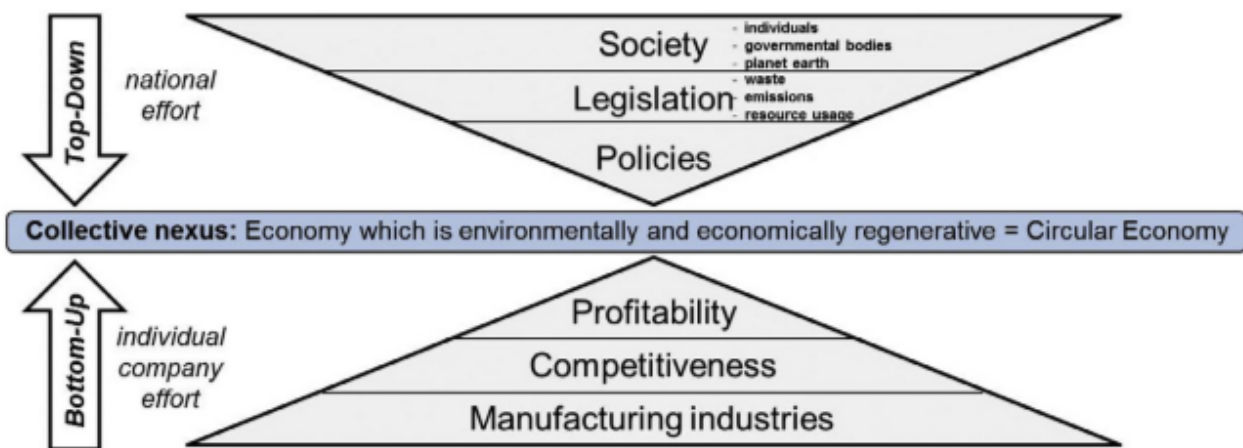 Top-Down
national
effort
Society
- individuals
- governmental bodies
- planet earth
Legislation
- waste
- emissions
- resource usage
Policies
Collective nexus: Economy which is environmentally and economically regenerative = Circular Economy
Bottom-Up
individual
company
effort
Profitability
Competitiveness
Manufacturing industries